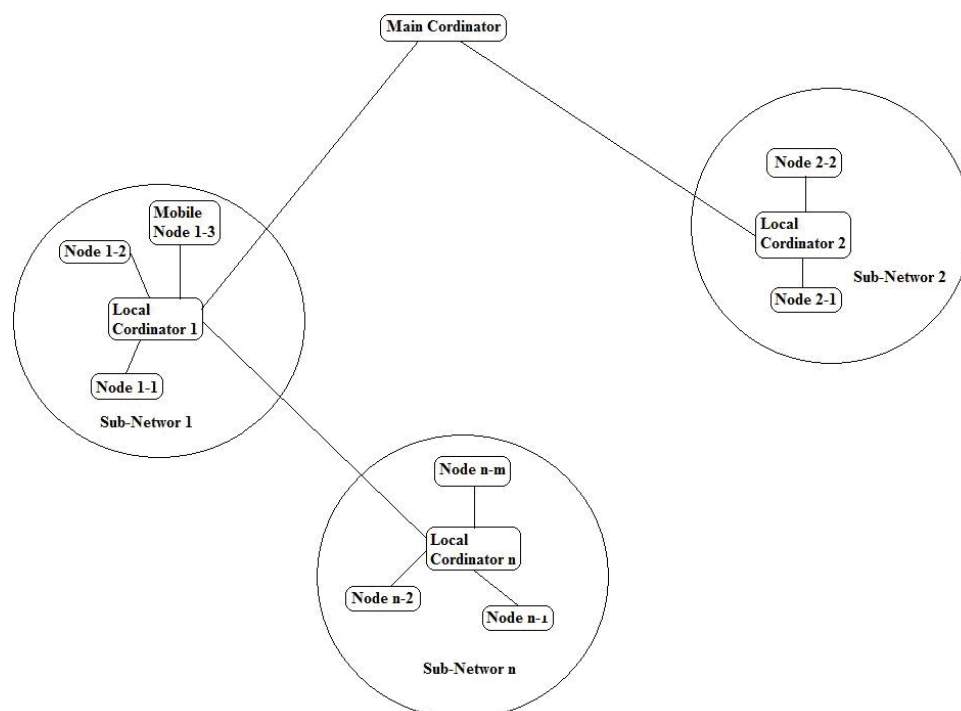 Main Cordinator
Node 2-2
Local
Cordinator 2
Sub-Networ 2
Node 2-1
Mobile
Node 1-3
Node 1-2
Local
Cordinator 1
Node 1-1
Sub-Networ 1
Node n-m
Local
Cordinator n
Node n-2
Node n-1
Sub-Networ n